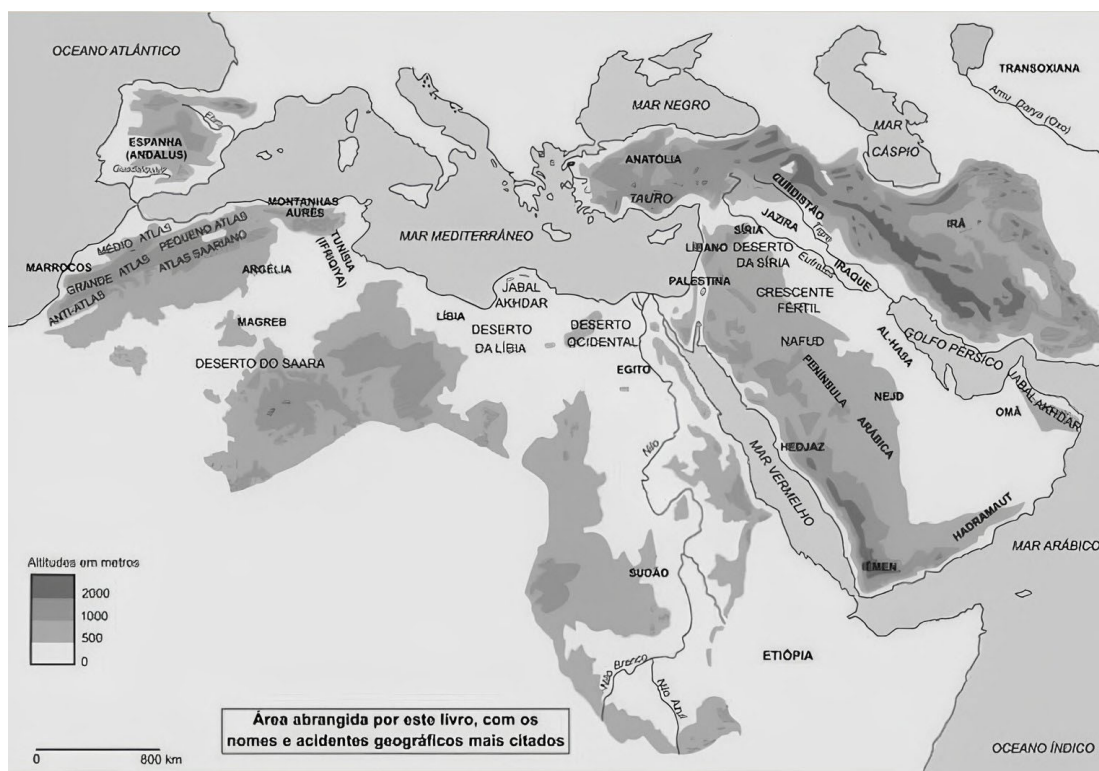 OCEANO ATLÂNTICO
TRANSOXIANA
Amu Darya (Oxo)
MAR NEGRO
MAR
CÁSPIO
Ebro
ESPANHA
(ANDALUS)
Guadalquivir
ANATÓLIA
TAURO
CURDISTÃO
IRÃ
MONTANHAS
AURÈS
MÉDIO ATLAS
PEQUENO ATLAS
MAR MEDITERRÂNEO
JAZIRA
Tigre
SÍRIA
LÍBANO
DESERTO
DA SÍRIA
Eufrates
IRAQUE
TUNÍSIA
(IFRIQIYA)
MARROCOS
GRANDE ATLAS
ATLAS SAARIANO
ARGÉLIA
ANTI-ATLAS
PALESTINA
CRESCENTE
FÉRTIL
JABAL
AKHDAR
LÍBIA
MAGREB
DESERTO
DA LÍBIA
DESERTO
OCIDENTAL
NAFUD
AL-HASA
GOLFO PÉRSICO
DESERTO DO SAARA
EGITO
PENÍNSULA
ARÁBICA
NEJD
JABAL AKHDAR
OMÃ
HEDJAZ
Nilo
MAR VERMELHO
HADRAMAUT
MAR ARÁBICO
IÊMEN
SUDÃO
Altitudes em metros
2000
1000
500
0
ETIÓPIA
Nilo Branco
Nilo Azul
Área abrangida por este livro, com os
nomes e acidentes geográficos mais citados
0 800 km
OCEANO ÍNDICO